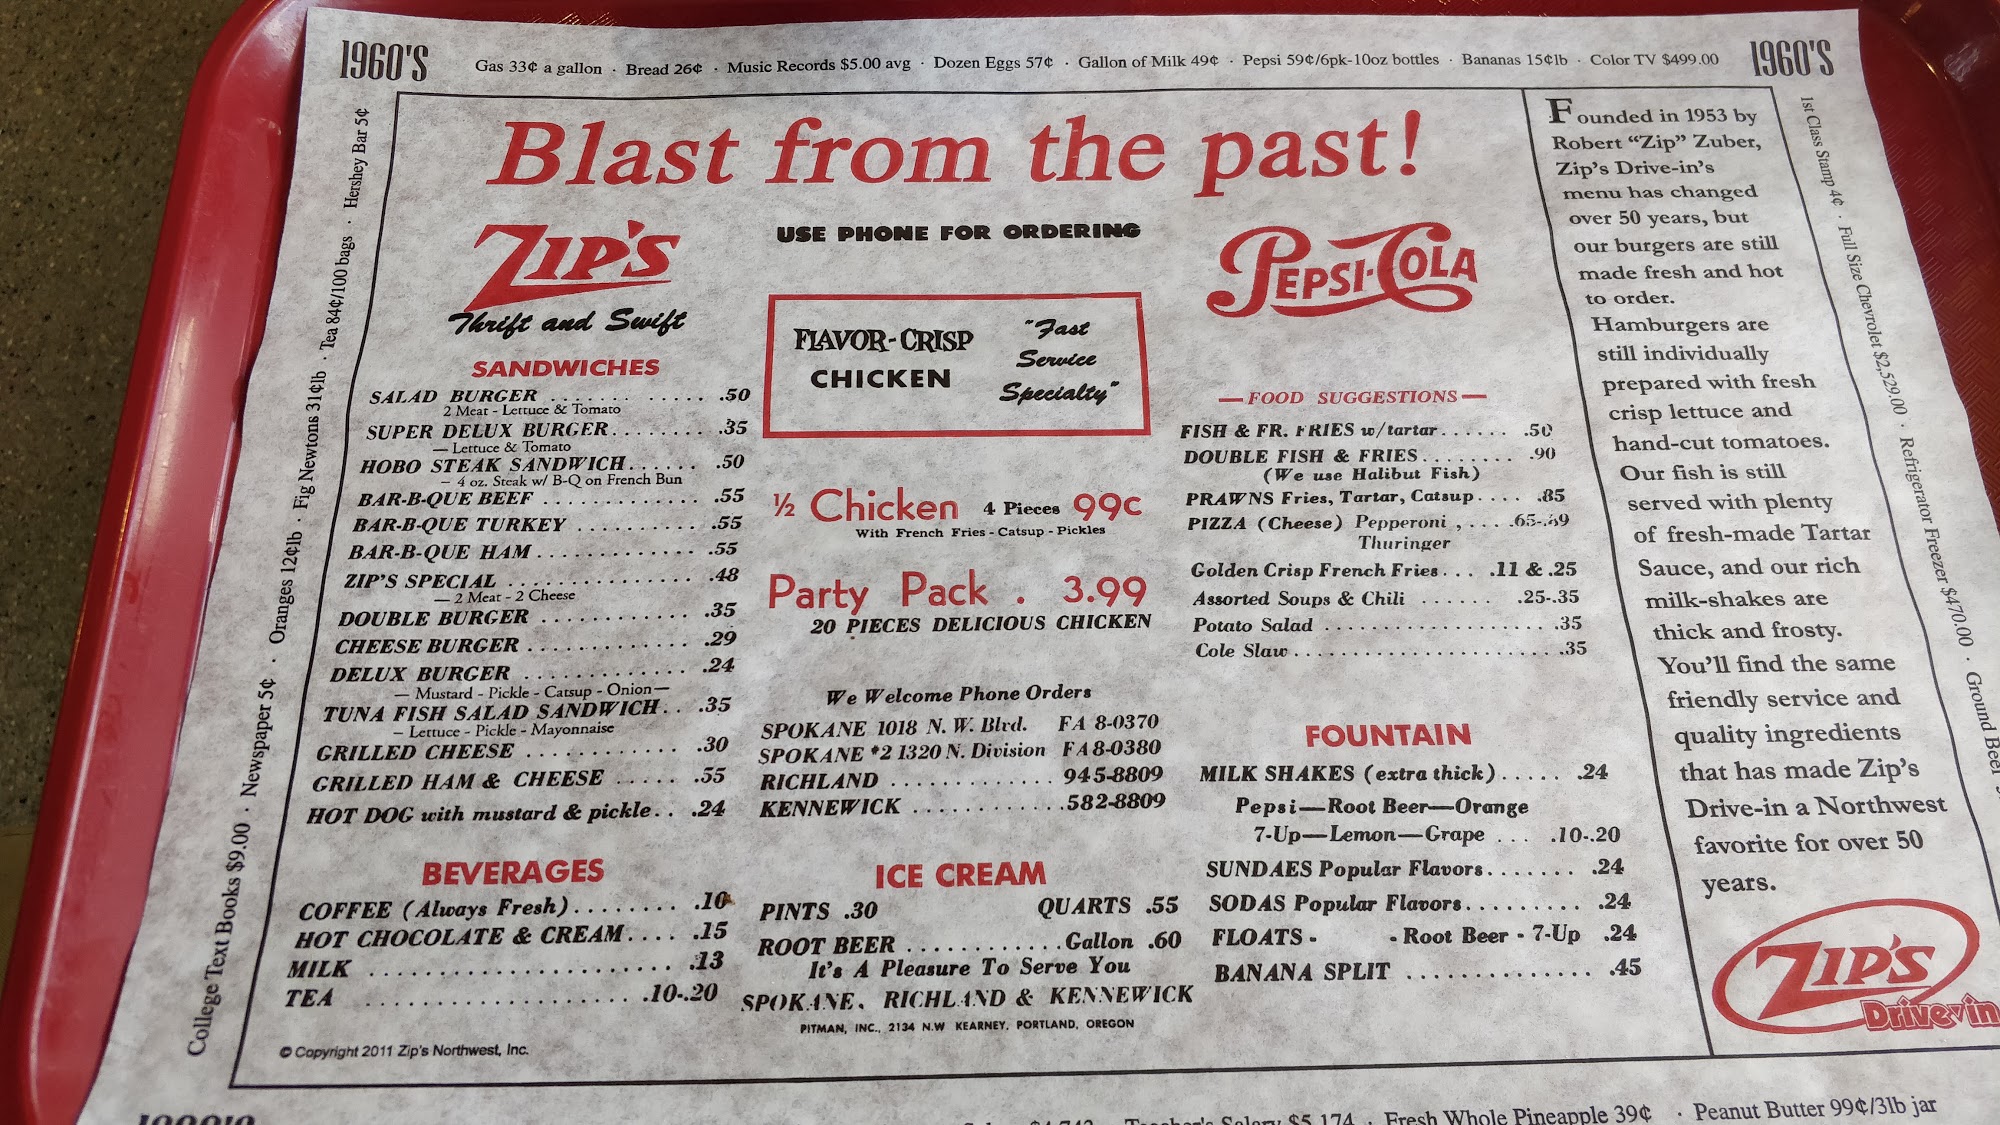 1960'S
Gas 33¢ a gallon · Bread 26¢ · Music Records $5.00 avg · Dozen Eggs 57¢ · Gallon of Milk 49¢ · Pepsi 59¢/6pk-10oz bottles · Bananas 15¢lb · Color TV $499.00
1960'S
College Text Books $9.00 · Newspaper 5¢ · Oranges 12¢lb · Fig Newtons 31¢lb · Tea 84¢/100 bags · Hershey Bar 5¢
Blast from the past!
ZIP'S
Thrift and Swift
SANDWICHES
SALAD BURGER . . . . . . . . . . . . .50
2 Meat - Lettuce & Tomato
SUPER DELUX BURGER . . . . . . . . .35
— Lettuce & Tomato
HOBO STEAK SANDWICH . . . . . . .50
- 4 oz. Steak w/ B-Q on French Bun
BAR-B-QUE BEEF . . . . . . . . . . . . .55
BAR-B-QUE TURKEY . . . . . . . . . . .55
BAR-B-QUE HAM . . . . . . . . . . . . .55
ZIP'S SPECIAL . . . . . . . . . . . . . . .48
— 2 Meat - 2 Cheese
DOUBLE BURGER . . . . . . . . . . . . .35
CHEESE BURGER . . . . . . . . . . . . .29
DELUX BURGER . . . . . . . . . . . . .24
— Mustard - Pickle - Catsup - Onion —
TUNA FISH SALAD SANDWICH . . .35
- Lettuce - Pickle - Mayonnaise
GRILLED CHEESE . . . . . . . . . . . . .30
GRILLED HAM & CHEESE . . . . . .55
HOT DOG with mustard & pickle . . .24
BEVERAGES
COFFEE (Always Fresh) . . . . . . . . .10
HOT CHOCOLATE & CREAM . . . . .15
MILK . . . . . . . . . . . . . . . . . . . . . . .13
TEA . . . . . . . . . . . . . . . . . . . .10-.20
© Copyright 2011 Zip's Northwest, Inc.
USE PHONE FOR ORDERING
FLAVOR-CRISP
CHICKEN
"Fast
Service
Specialty"
½ Chicken 4 Pieces 99c
With French Fries - Catsup - Pickles
Party Pack . 3.99
20 PIECES DELICIOUS CHICKEN
We Welcome Phone Orders
SPOKANE 1018 N. W. Blvd. FA 8-0370
SPOKANE #2 1320 N. Division FA 8-0380
RICHLAND . . . . . . . . . . . . 945-8809
KENNEWICK . . . . . . . . . . . 582-8809
ICE CREAM
PINTS .30 QUARTS .55
ROOT BEER . . . . . . . . . . . . Gallon .60
It's A Pleasure To Serve You
SPOKANE, RICHLAND & KENNEWICK
PITMAN, INC., 2134 N.W KEARNEY, PORTLAND, OREGON
PEPSI-COLA
— FOOD SUGGESTIONS —
FISH & FR. FRIES w/tartar . . . . . . .50
DOUBLE FISH & FRIES . . . . . . . . .90
(We use Halibut Fish)
PRAWNS Fries, Tartar, Catsup . . . . .85
PIZZA (Cheese) Pepperoni , . . . .65-.89
Thuringer
Golden Crisp French Fries . . . .11 & .25
Assorted Soups & Chili . . . . . . .25-.35
Potato Salad . . . . . . . . . . . . . . . . . .35
Cole Slaw . . . . . . . . . . . . . . . . . . . .35
FOUNTAIN
MILK SHAKES (extra thick) . . . . . .24
Pepsi—Root Beer—Orange
7-Up—Lemon—Grape . . . .10-.20
SUNDAES Popular Flavors . . . . . . . .24
SODAS Popular Flavors . . . . . . . . . .24
FLOATS - - Root Beer - 7-Up .24
BANANA SPLIT . . . . . . . . . . . . . . .45
Founded in 1953 by
Robert "Zip" Zuber,
Zip's Drive-in's
menu has changed
over 50 years, but
our burgers are still
made fresh and hot
to order.
Hamburgers are
still individually
prepared with fresh
crisp lettuce and
hand-cut tomatoes.
Our fish is still
served with plenty
of fresh-made Tartar
Sauce, and our rich
milk-shakes are
thick and frosty.
You'll find the same
friendly service and
quality ingredients
that has made Zip's
Drive-in a Northwest
favorite for over 50
years.
ZIP'S
Drive-in
1st Class Stamp 4¢ · Full Size Chevrolet $2,529.00 · Refrigerator Freezer $470.00 · Ground Beef
Teacher's Salary $5,174 · Fresh Whole Pineapple 39¢ · Peanut Butter 99¢/3lb jar